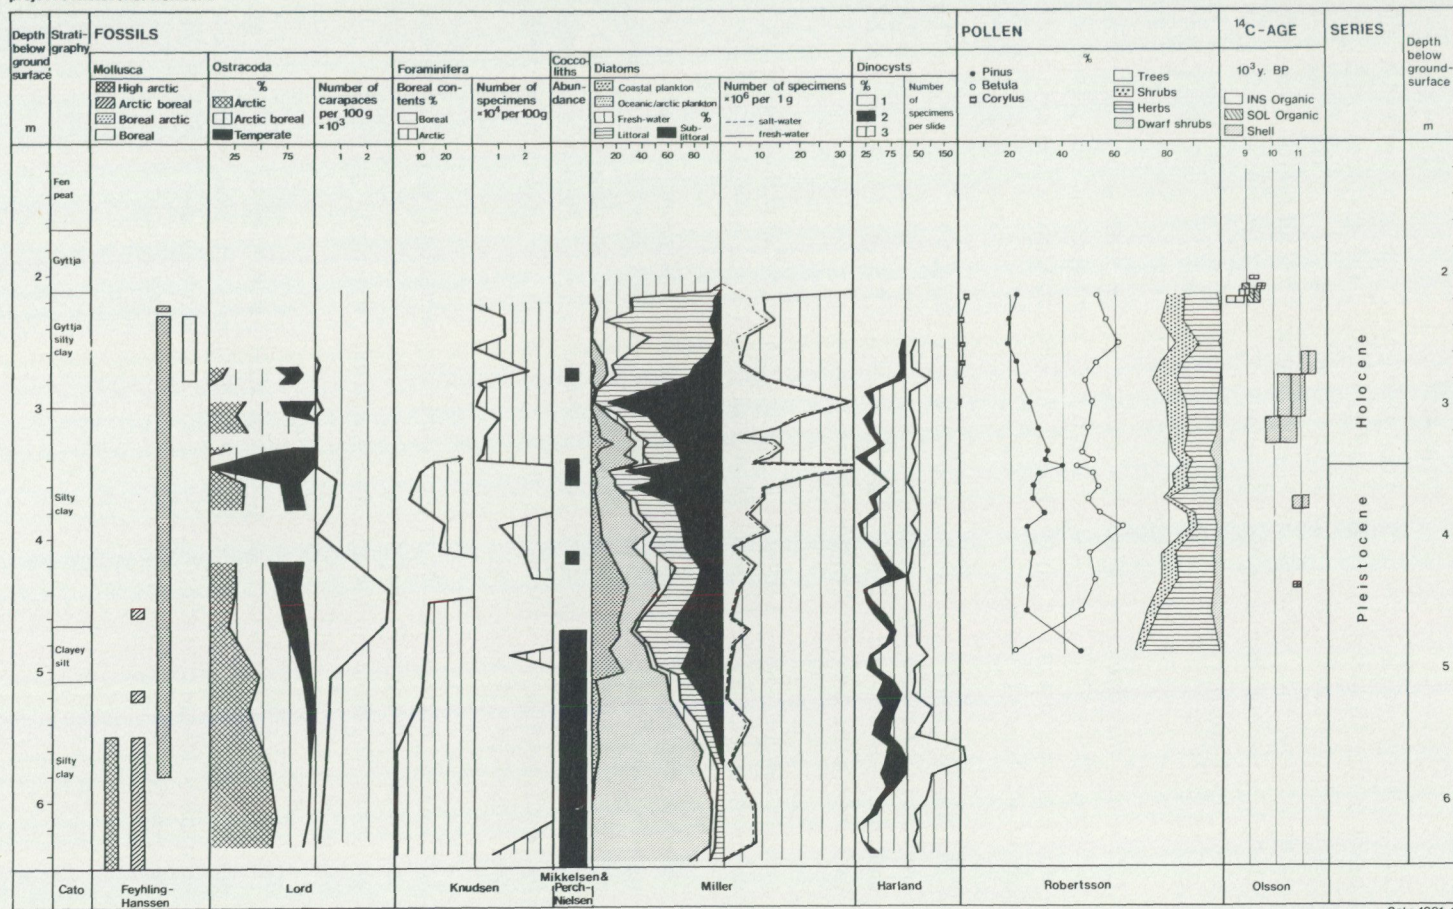 Depth below ground surface
m
Strati-
graphy
FOSSILS
Mollusca
High arctic
Arctic boreal
Boreal arctic
Boreal
Ostracoda
%
Arctic
Arctic boreal
Temperate
25 75
Number of carapaces per 100 g ×10³
1 2
Foraminifera
Boreal con-
tents %
Boreal
Arctic
10 20
Number of specimens ×10⁴ per 100g
1 2
Cocco-
liths
Abun-
dance
Diatoms
Coastal plankton
Oceanic/arctic plankton
Fresh-water %
Littoral
Sub-
littoral
20 40 60 80
Number of specimens ×10⁶ per 1 g
salt-water
fresh-water
10 20 30
Dinocysts
%
1
2
3
25 75
Number of specimens per slide
50 150
POLLEN
%
Pinus
Betula
Corylus
Trees
Shrubs
Herbs
Dwarf shrubs
20 40 60 80
¹⁴C-AGE
10³y. BP
INS Organic
SOL Organic
Shell
9 10 11
SERIES
Depth below ground-
surface
m
Fen peat
Gyttja
Gyttja silty clay
Silty clay
Clayey silt
Silty clay
2
3
4
5
6
Holocene
Pleistocene
2
3
4
5
6
Cato
Feyhling-
Hanssen
Lord
Knudsen
Mikkelsen &
Perch-
Nielsen
Miller
Harland
Robertsson
Olsson